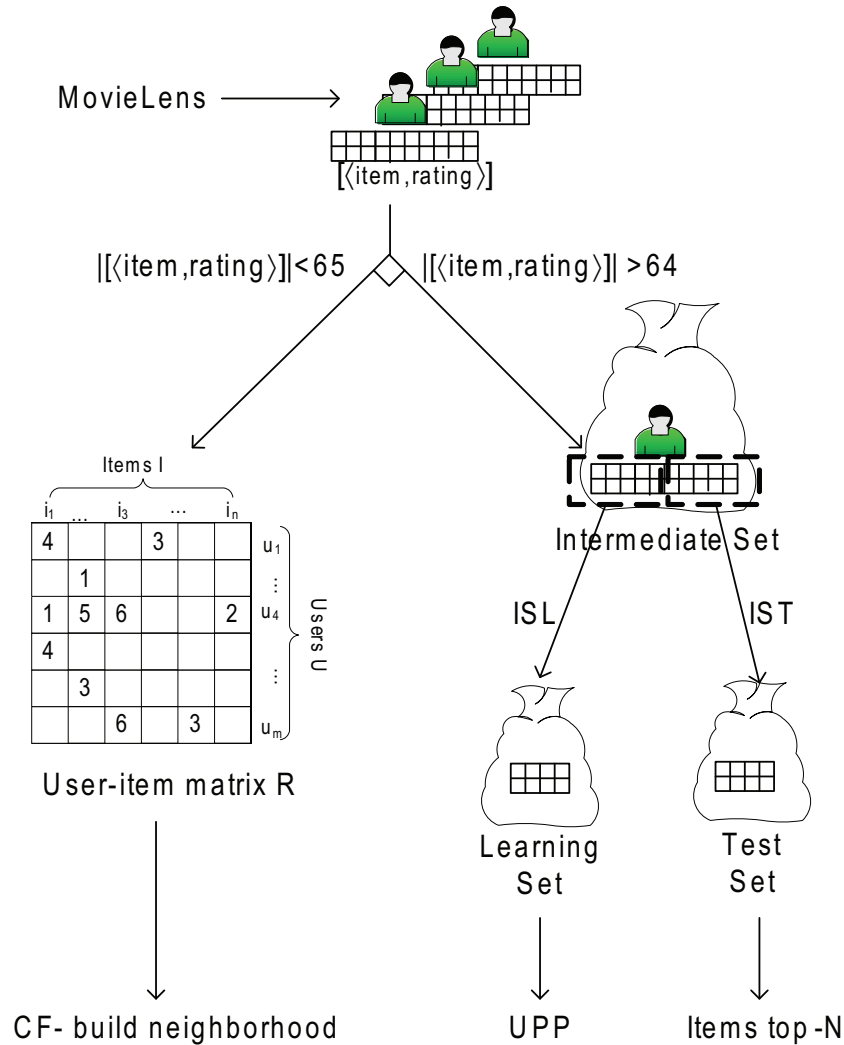 MovieLens
[⟨item,rating⟩]
|[⟨item,rating⟩]|<65
|[⟨item,rating⟩]| >64
Items I
i1 ... i3 ... in
4 3 u1
1 ...
1 5 6 2 u4
4
3 ...
6 3 um
Users U
User-item matrix R
Intermediate Set
ISL
IST
Learning
Set
Test
Set
CF- build neighborhood
UPP
Items top -N